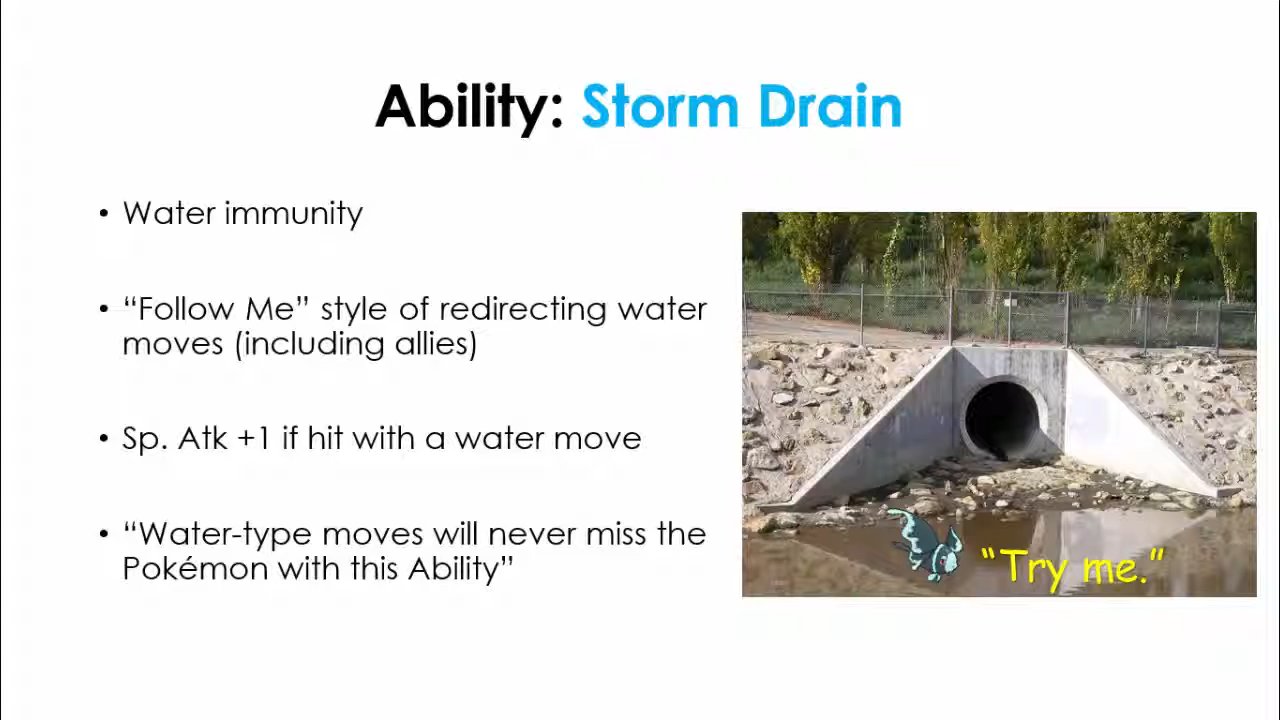 Ability: Storm Drain
• Water immunity
• “Follow Me” style of redirecting water
moves (including allies)
• Sp. Atk +1 if hit with a water move
• “Water-type moves will never miss the
Pokémon with this Ability”
“Try me.”